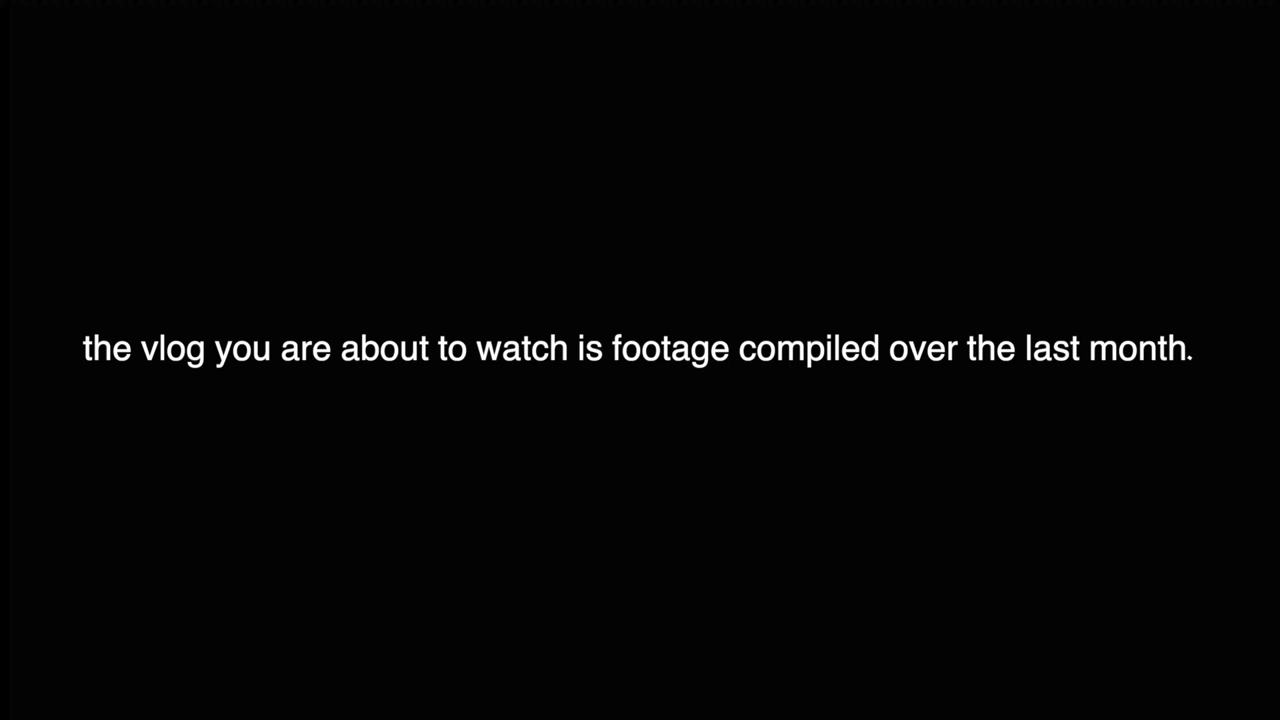 the vlog you are about to watch is footage compiled over the last month.